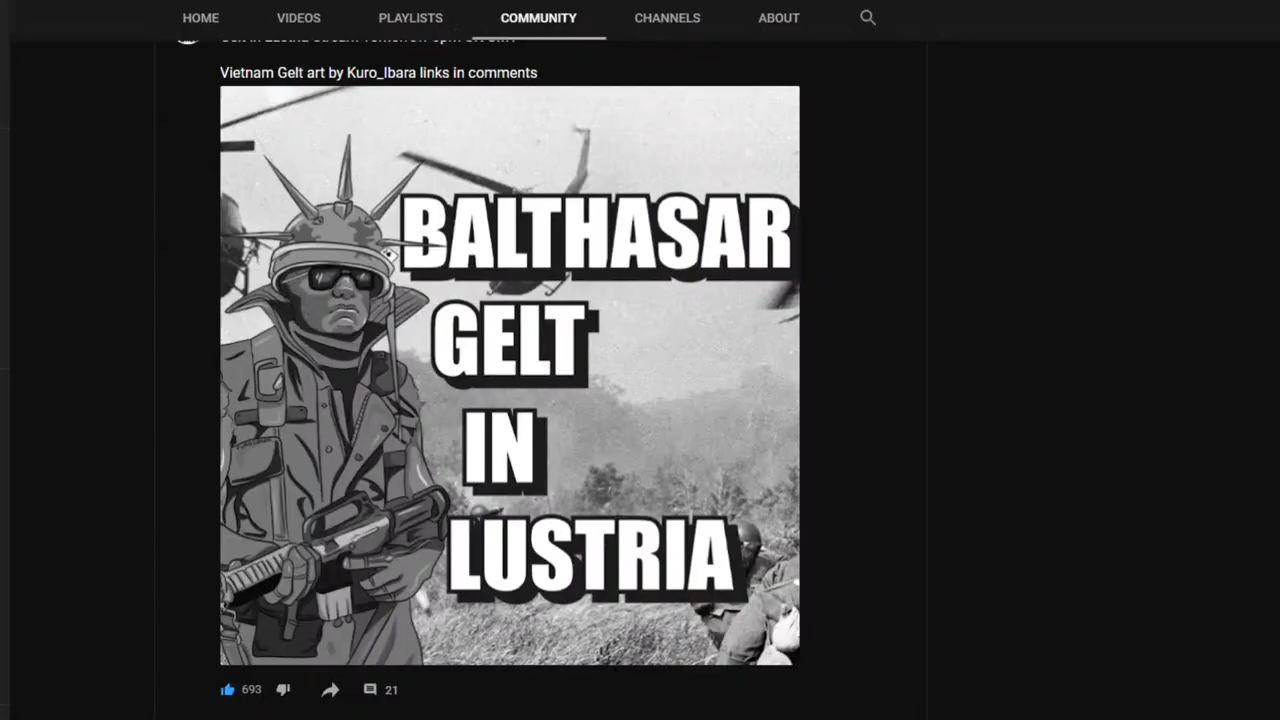 HOME VIDEOS PLAYLISTS COMMUNITY CHANNELS ABOUT
Vietnam Gelt art by Kuro_Ibara links in comments
BALTHASAR
GELT
IN
LUSTRIA
693 21